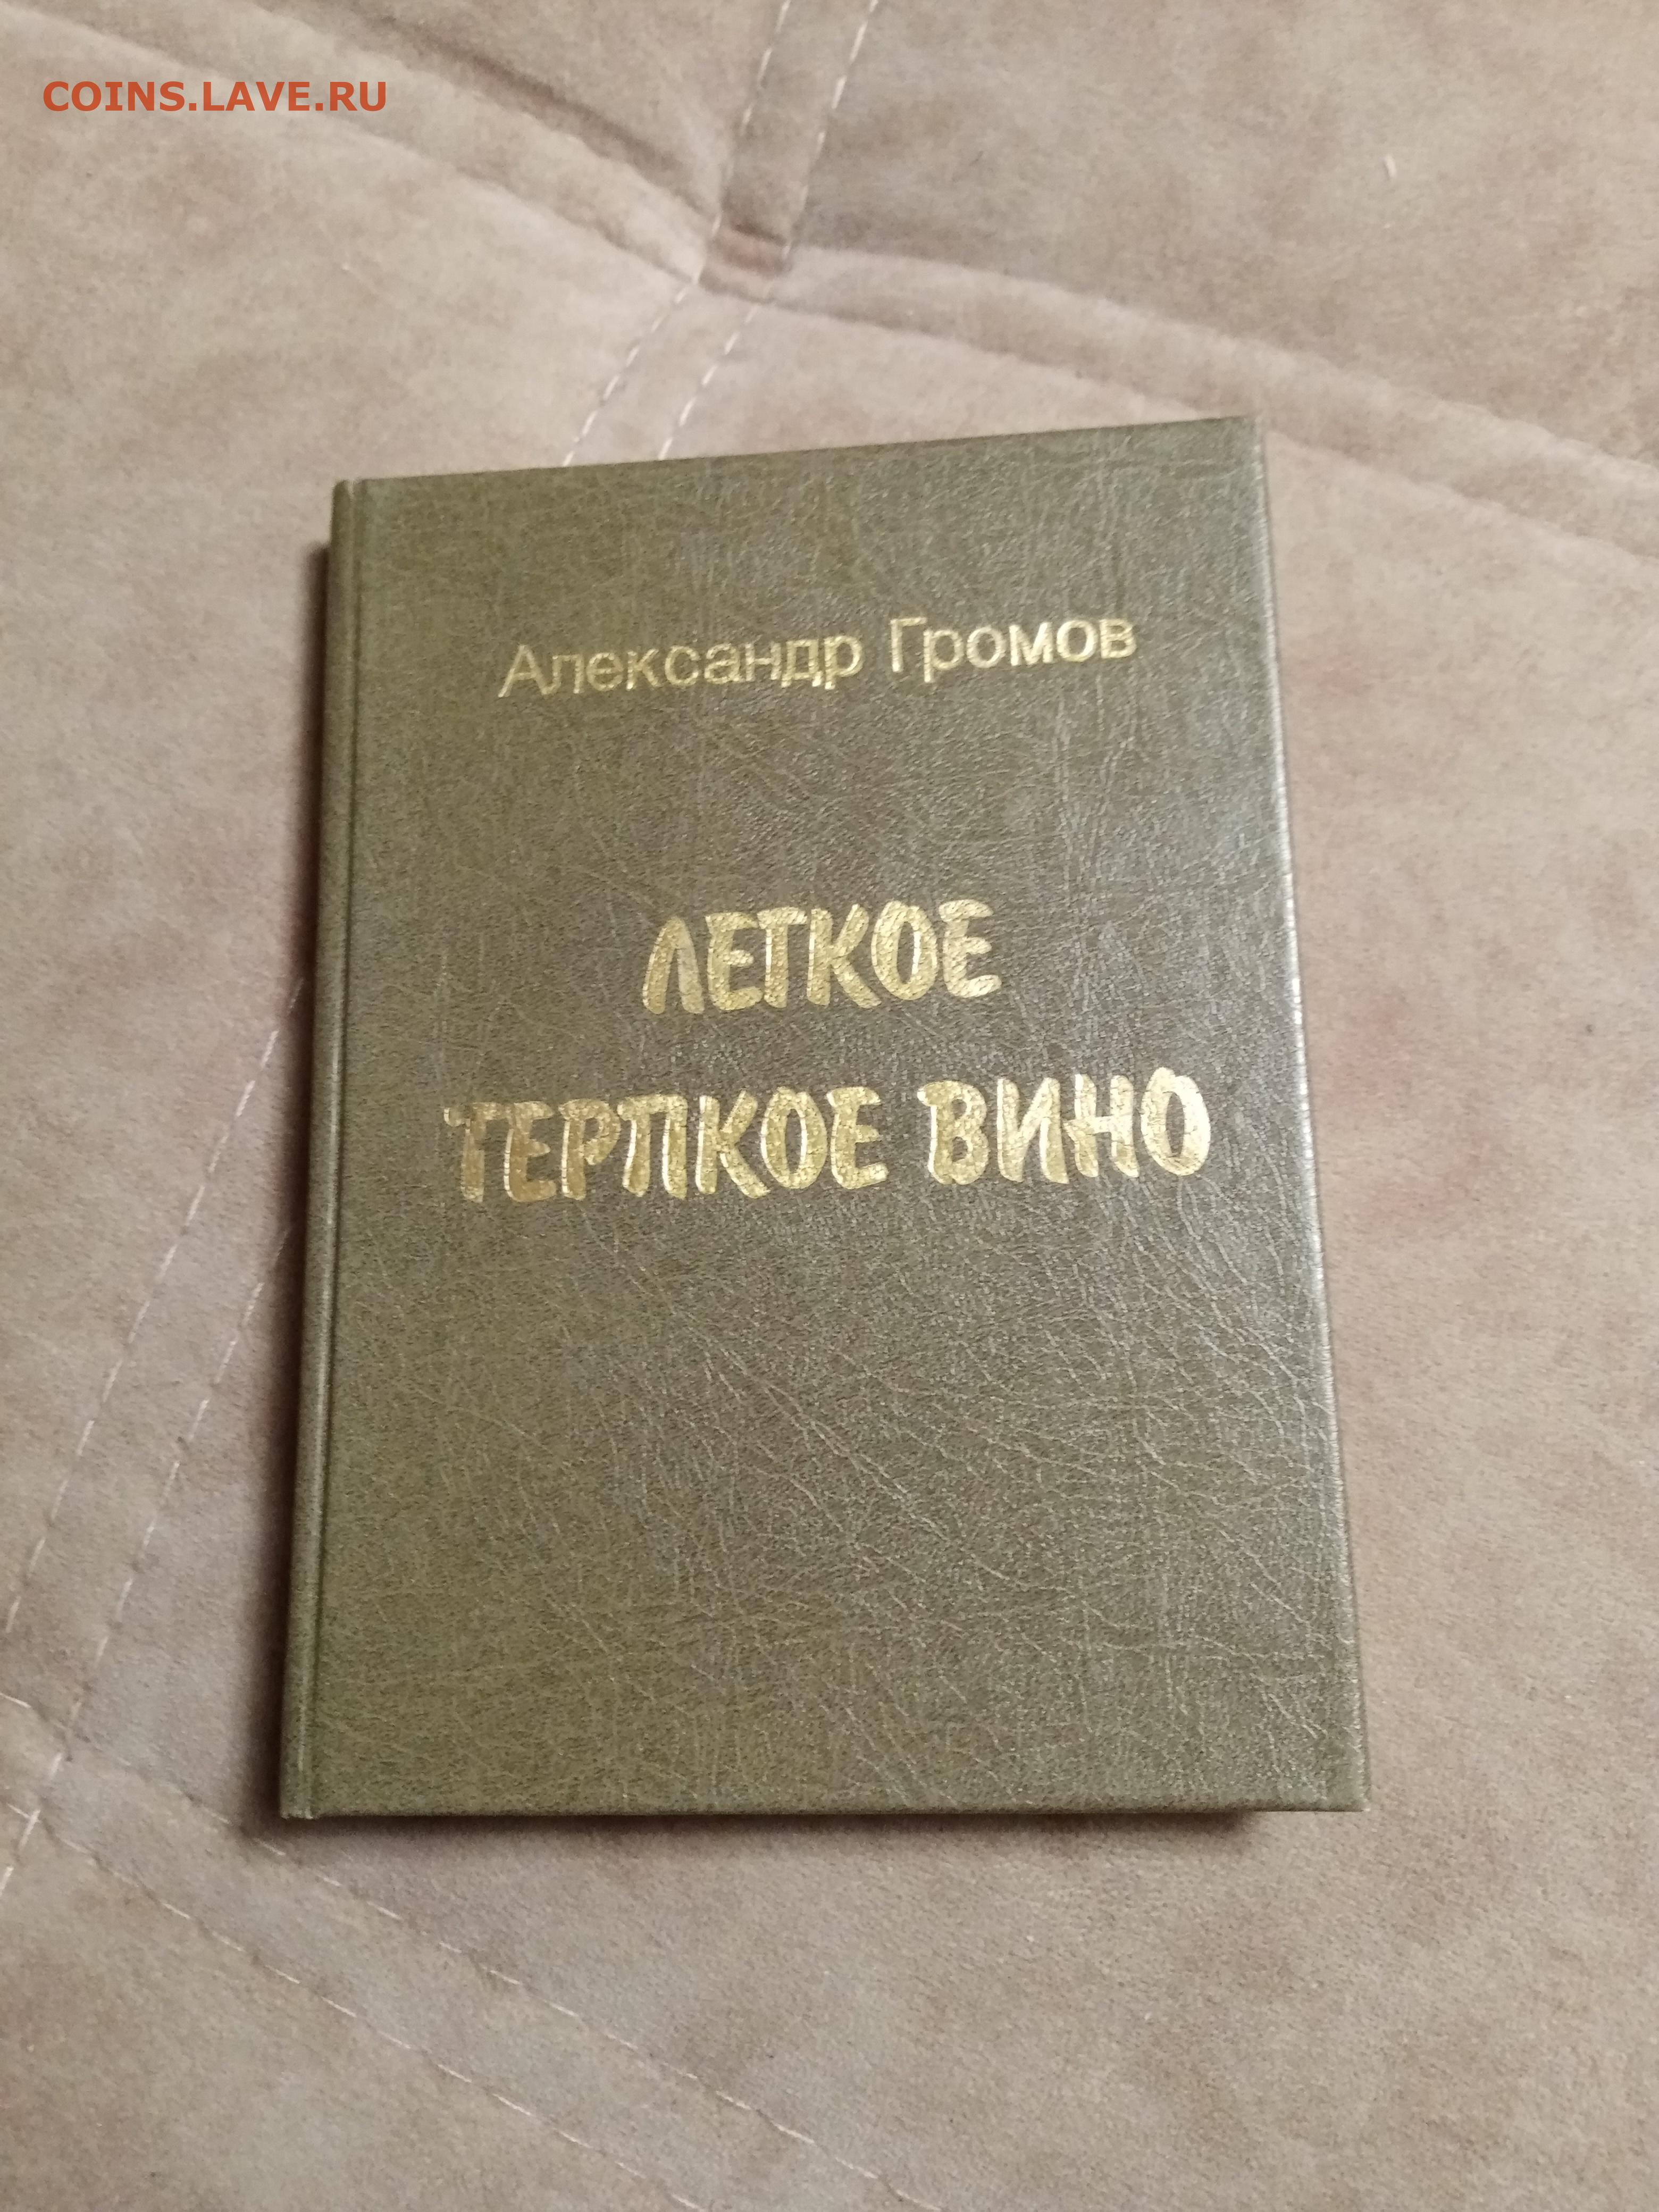 COINS.LAVE.RU
Александр Громов
ЛЕГКОЕ
ТЕРПКОЕ ВИНО